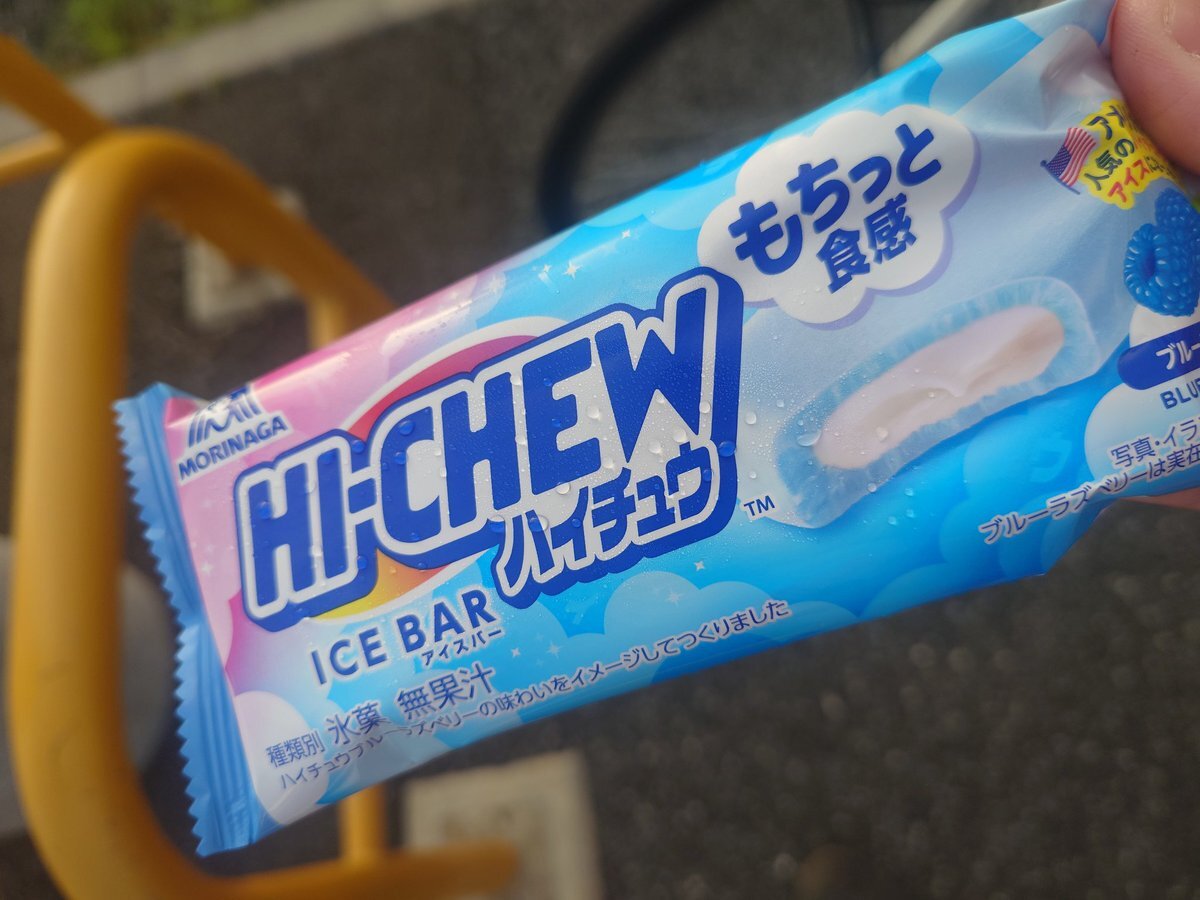 MORINAGA
HI-CHEW
ハイチュウ
TM
ICE BAR
アイスバー
種類別 氷菓 無果汁
ハイチュウブルーラズベリーの味わいをイメージしてつくりました
もちっと
食感
人気の
アイス
ブルー
BLUE
写真・イラ
ブルーラズベリーは実在